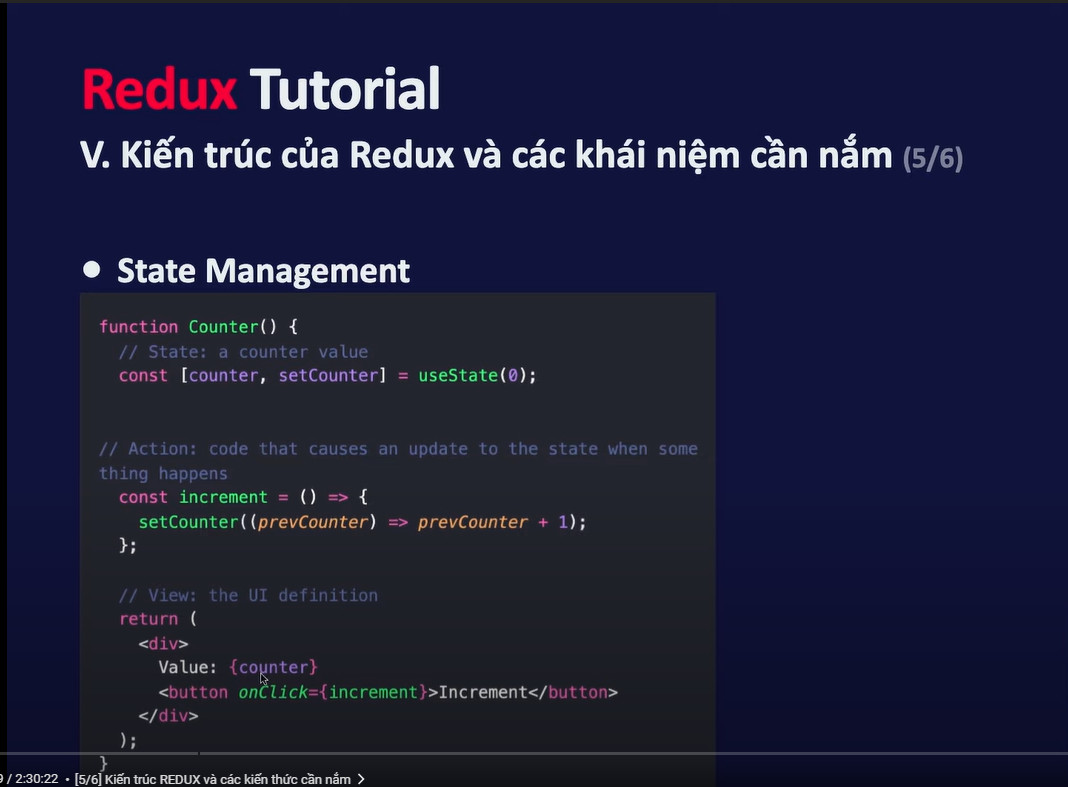 Redux Tutorial
V. Kiến trúc của Redux và các khái niệm cần nắm (5/6)
● State Management
function Counter() {
  // State: a counter value
  const [counter, setCounter] = useState(0);
// Action: code that causes an update to the state when some
thing happens
  const increment = () => {
    setCounter((prevCounter) => prevCounter + 1);
  };
  // View: the UI definition
  return (
    <div>
      Value: {counter}
      <button onClick={increment}>Increment</button>
    </div>
  );
}
9 / 2:30:22 • [5/6] Kiến trúc REDUX và các kiến thức cần nắm >